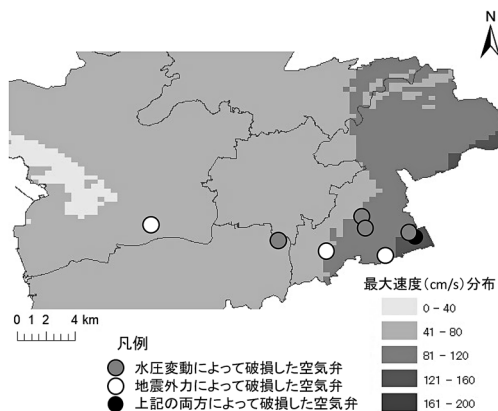 N
0 1 2 4 km
最大速度(cm/s)分布
0 - 40
41 - 80
81 - 120
121 - 160
161 - 200
凡例
水圧変動によって破損した空気弁
地震外力によって破損した空気弁
上記の両方によって破損した空気弁